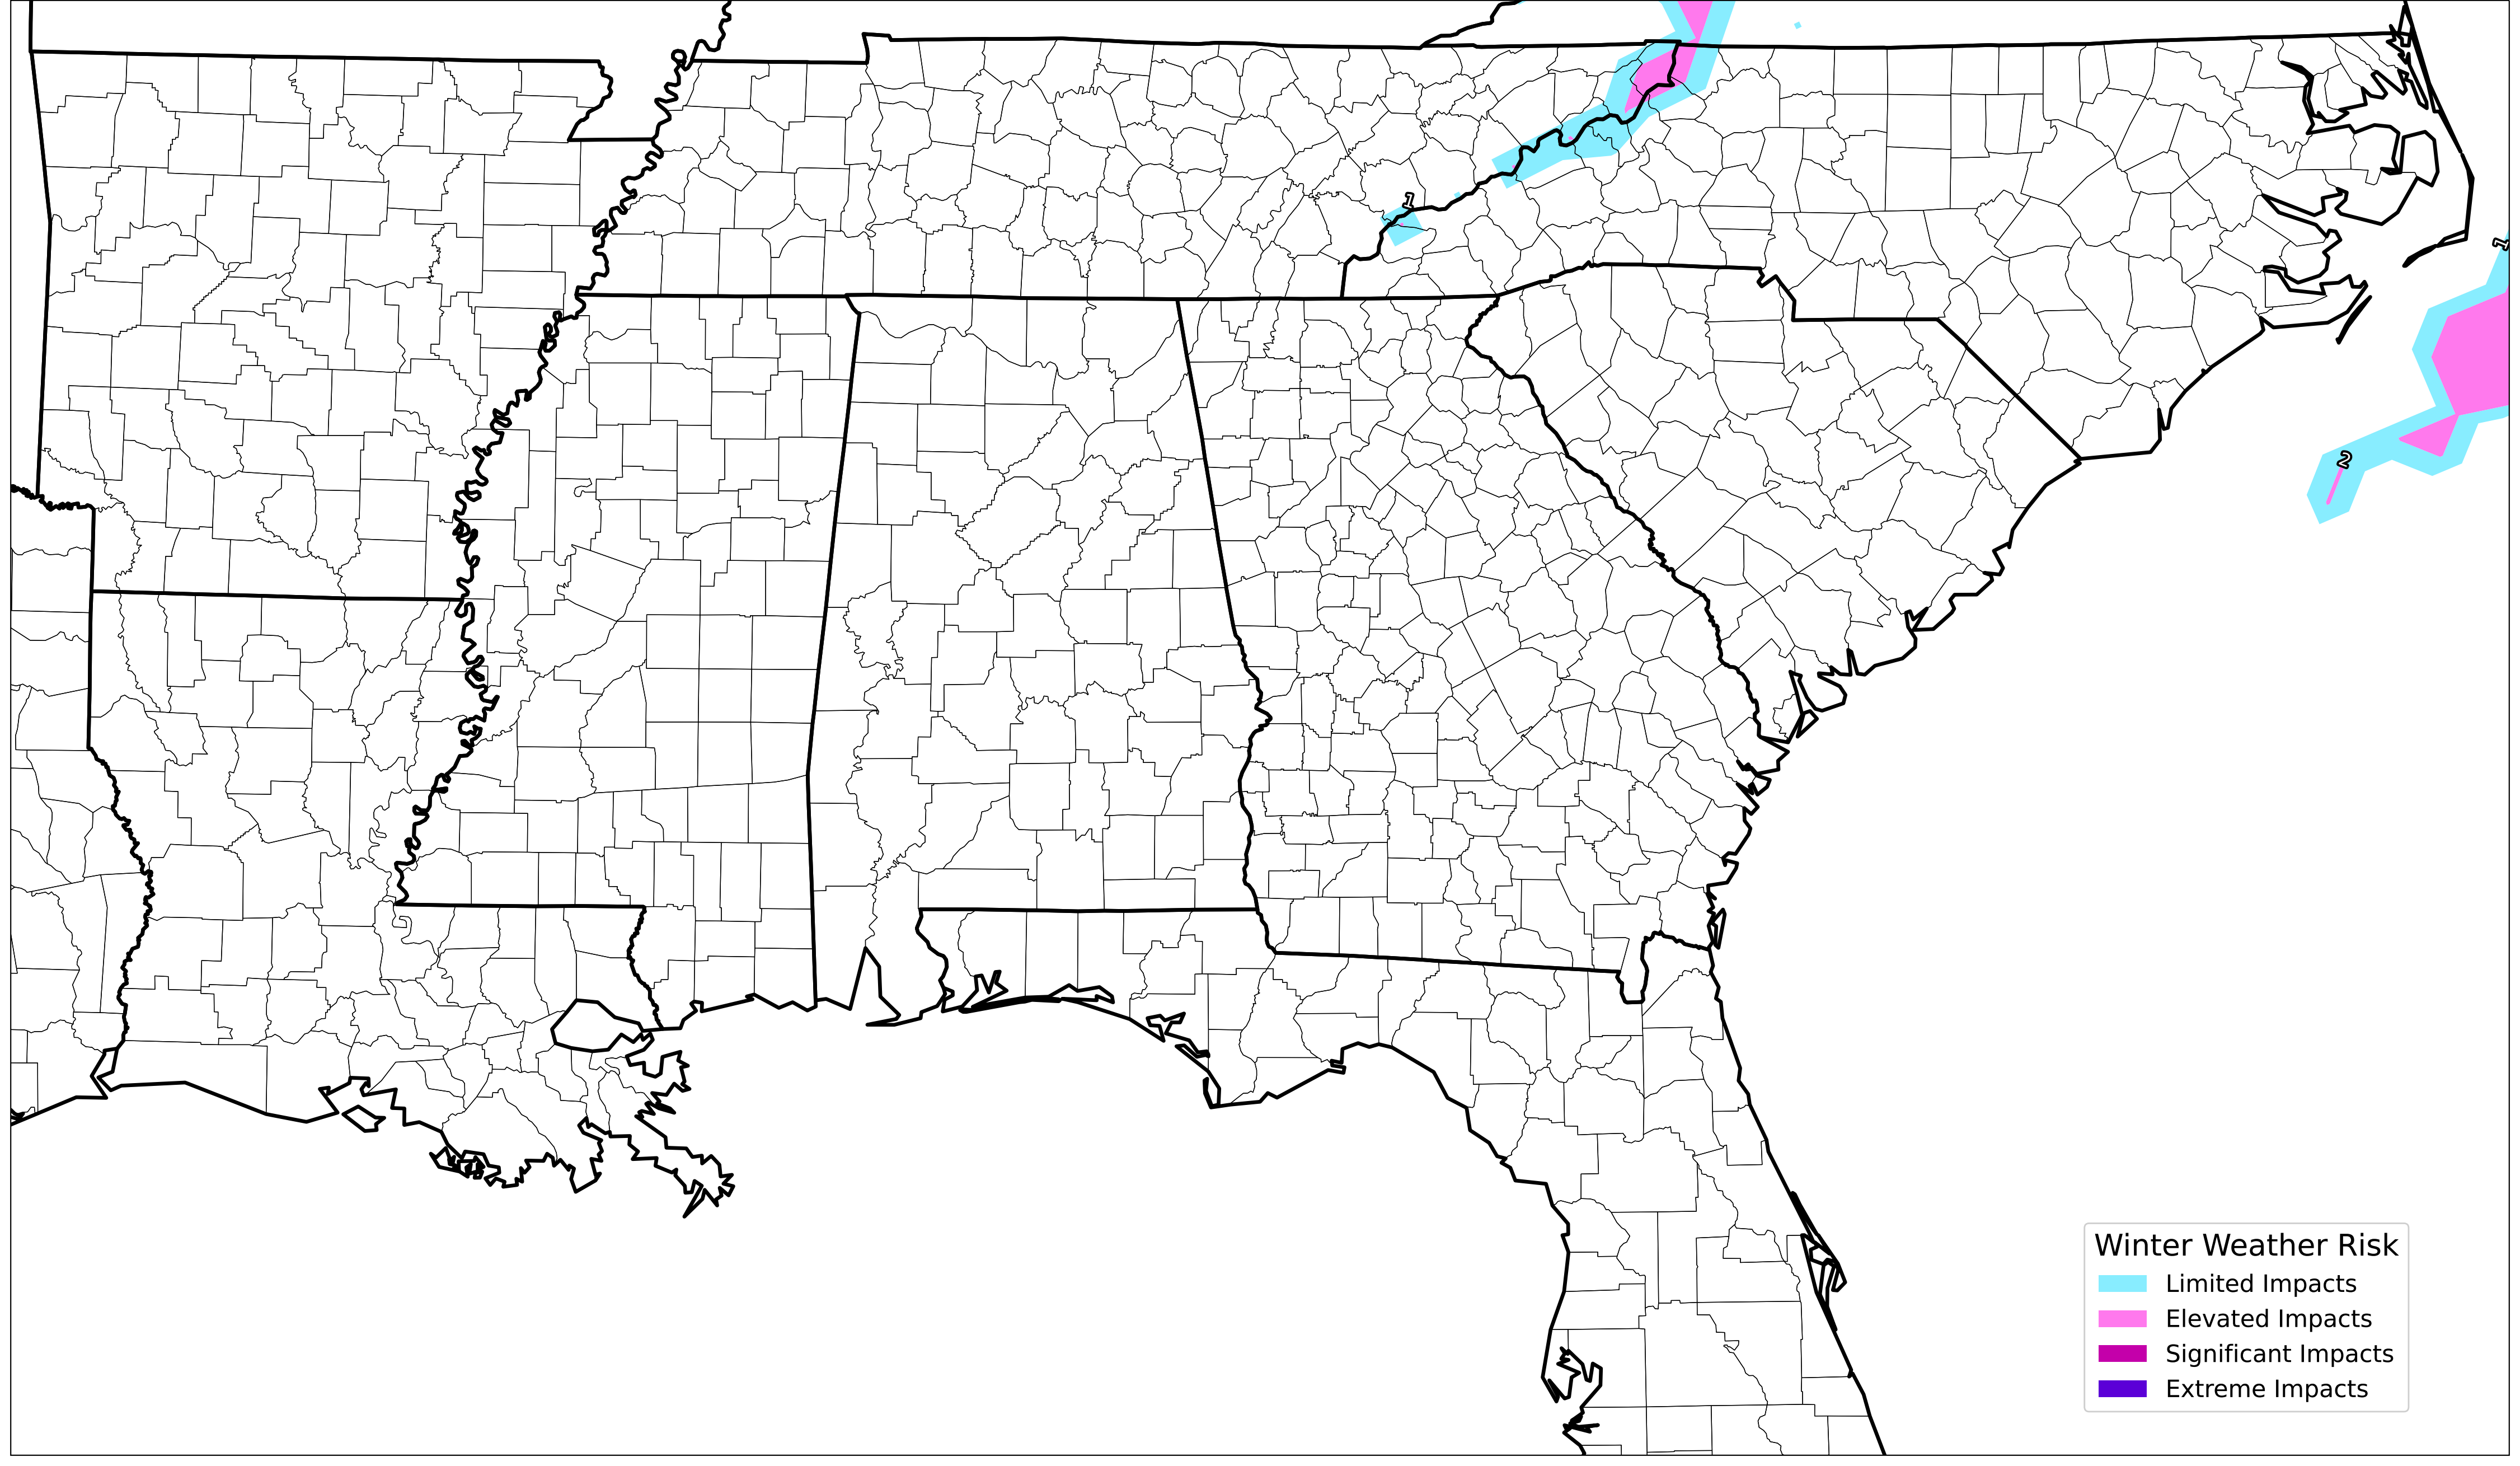 1
1
2
Winter Weather Risk
Limited Impacts
Elevated Impacts
Significant Impacts
Extreme Impacts